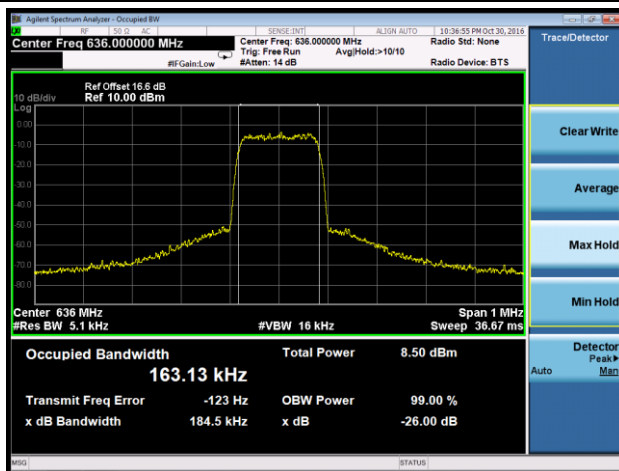 Agilent Spectrum Analyzer - Occupied BW
RF 50 Ω AC SENSE:INT ALIGN AUTO 10:36:55 PM Oct 30, 2016
Center Freq 636.000000 MHz Center Freq: 636.000000 MHz Radio Std: None
Trig: Free Run Avg|Hold:>10/10
#IFGain:Low #Atten: 14 dB Radio Device: BTS
Trace/Detector
Ref Offset 16.6 dB
10 dB/div Ref 10.00 dBm
Log
0.00
-10.0
-20.0
-30.0
-40.0
-50.0
-60.0
-70.0
-80.0
Center 636 MHz Span 1 MHz
#Res BW 5.1 kHz #VBW 16 kHz Sweep 36.67 ms
Occupied Bandwidth Total Power 8.50 dBm
163.13 kHz
Transmit Freq Error -123 Hz OBW Power 99.00 %
x dB Bandwidth 184.5 kHz x dB -26.00 dB
Clear Write
Average
Max Hold
Min Hold
Detector
Peak▶
Auto Man
MSG STATUS